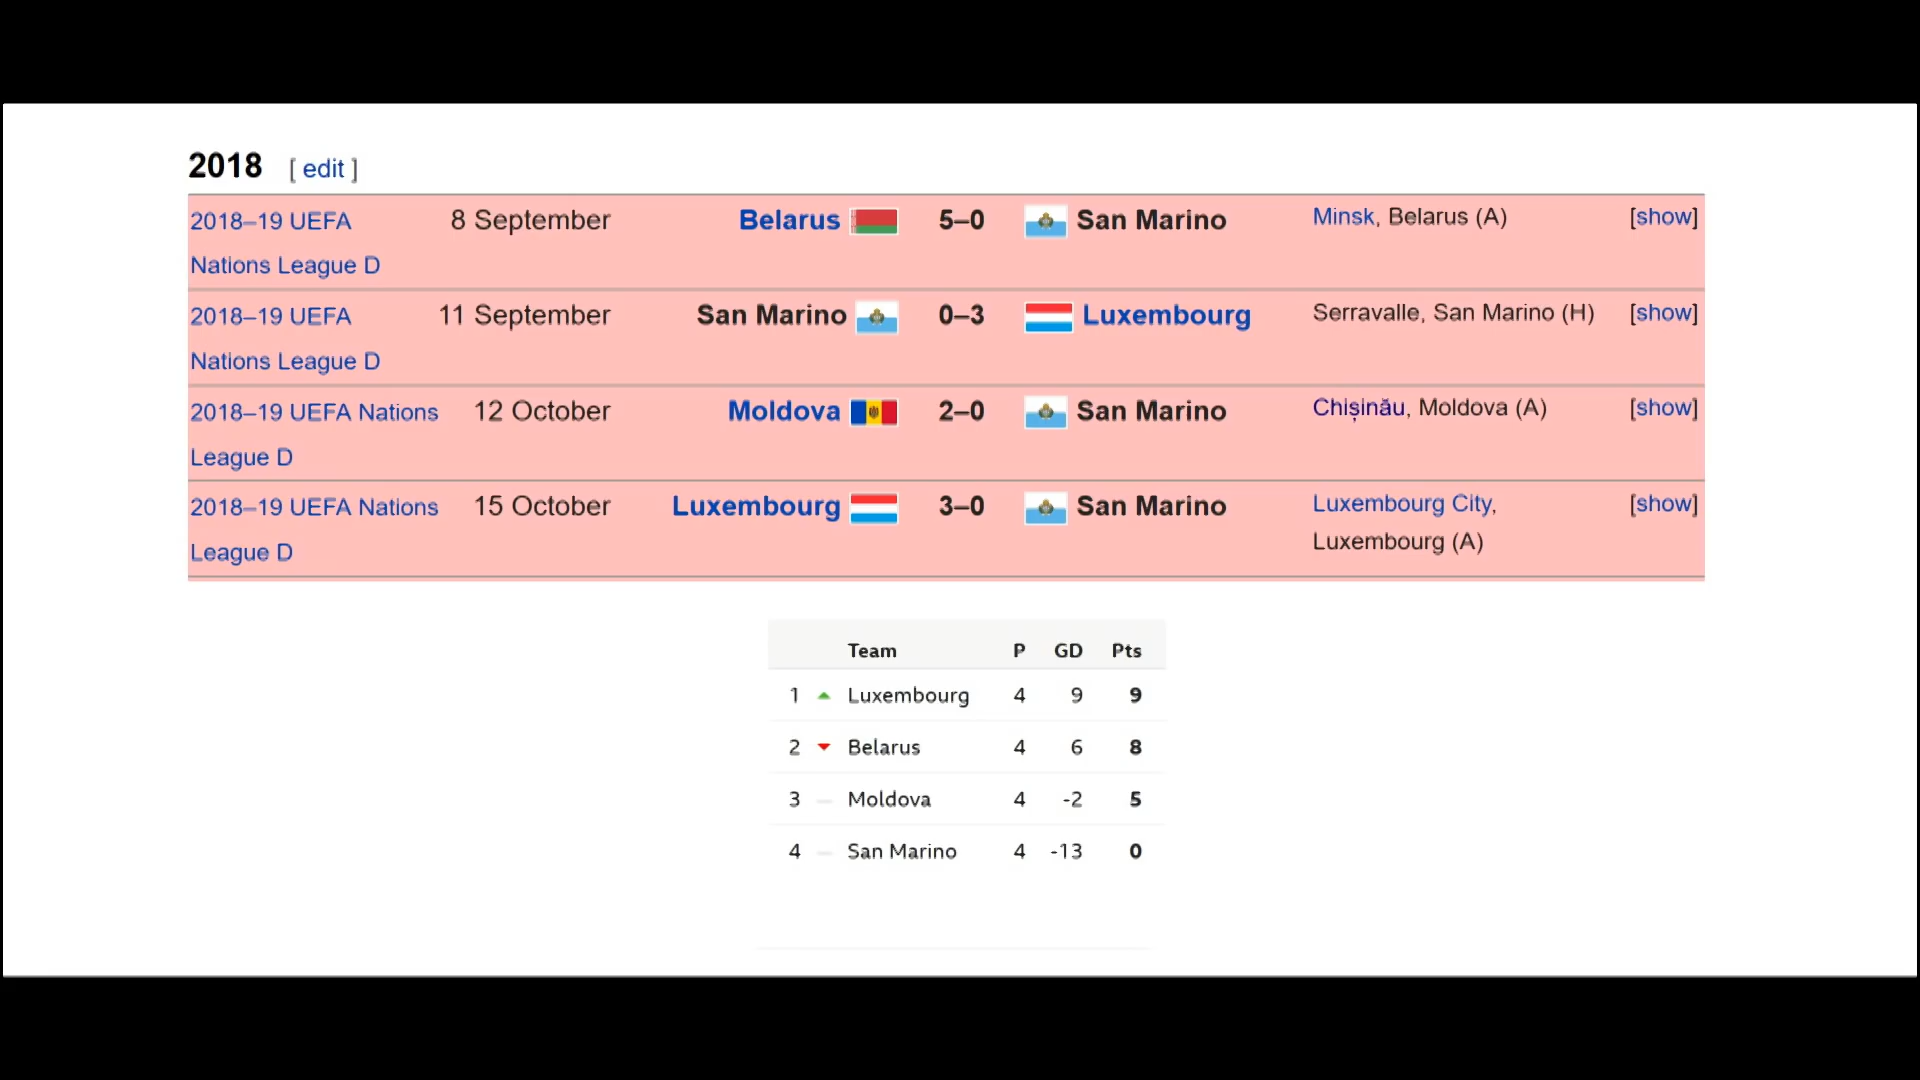 2018 [ edit ]
2018–19 UEFA 8 September Belarus 5–0 San Marino Minsk, Belarus (A) [show]
Nations League D
2018–19 UEFA 11 September San Marino 0–3 Luxembourg Serravalle, San Marino (H) [show]
Nations League D
2018–19 UEFA Nations 12 October Moldova 2–0 San Marino Chișinău, Moldova (A) [show]
League D
2018–19 UEFA Nations 15 October Luxembourg 3–0 San Marino Luxembourg City, [show]
League D Luxembourg (A)
Team P GD Pts
1 Luxembourg 4 9 9
2 Belarus 4 6 8
3 Moldova 4 -2 5
4 San Marino 4 -13 0